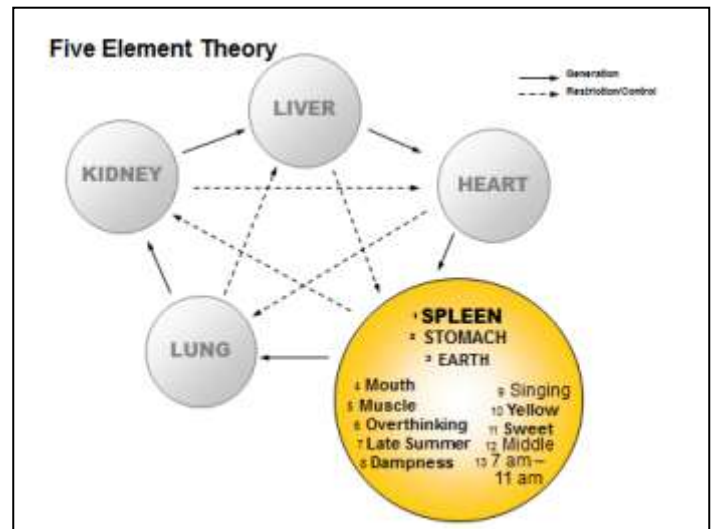 Five Element Theory
Generation
Restriction/Control
LIVER
KIDNEY
HEART
LUNG
1 SPLEEN
2 STOMACH
3 EARTH
4 Mouth
5 Muscle
6 Overthinking
7 Late Summer
8 Dampness
9 Singing
10 Yellow
11 Sweet
12 Middle
13 7 am –
11 am